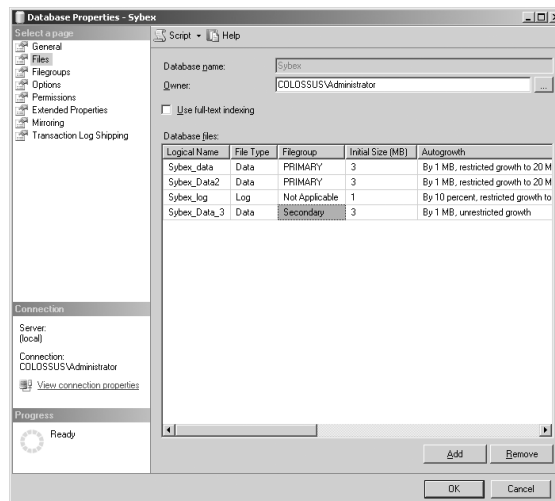 Database Properties - Sybex
Select a page
General
Files
Filegroups
Options
Permissions
Extended Properties
Mirroring
Transaction Log Shipping
Script Help
Database name: Sybex
Owner: COLOSSUS\Administrator ...
Use full-text indexing
Database files:
Logical Name File Type Filegroup Initial Size (MB) Autogrowth
Sybex_data Data PRIMARY 3 By 1 MB, restricted growth to 20 M
Sybex_Data2 Data PRIMARY 3 By 1 MB, restricted growth to 20 M
Sybex_log Log Not Applicable 1 By 10 percent, restricted growth to
Sybex_Data_3 Data Secondary 3 By 1 MB, unrestricted growth
Connection
Server:
(local)
Connection:
COLOSSUS\Administrator
View connection properties
Progress
Ready
Add Remove
OK Cancel